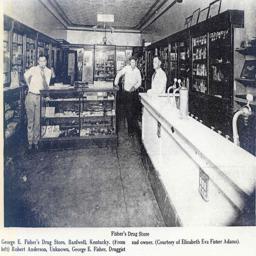 Fisher's Drug Store
George E. Fisher's Drug Store, Bardwell, Kentucky. (From
left) Robert Anderson, Unknown, George E. Fisher, Druggist
and owner. (Courtesy of Elizabeth Eva Fisher Adams).